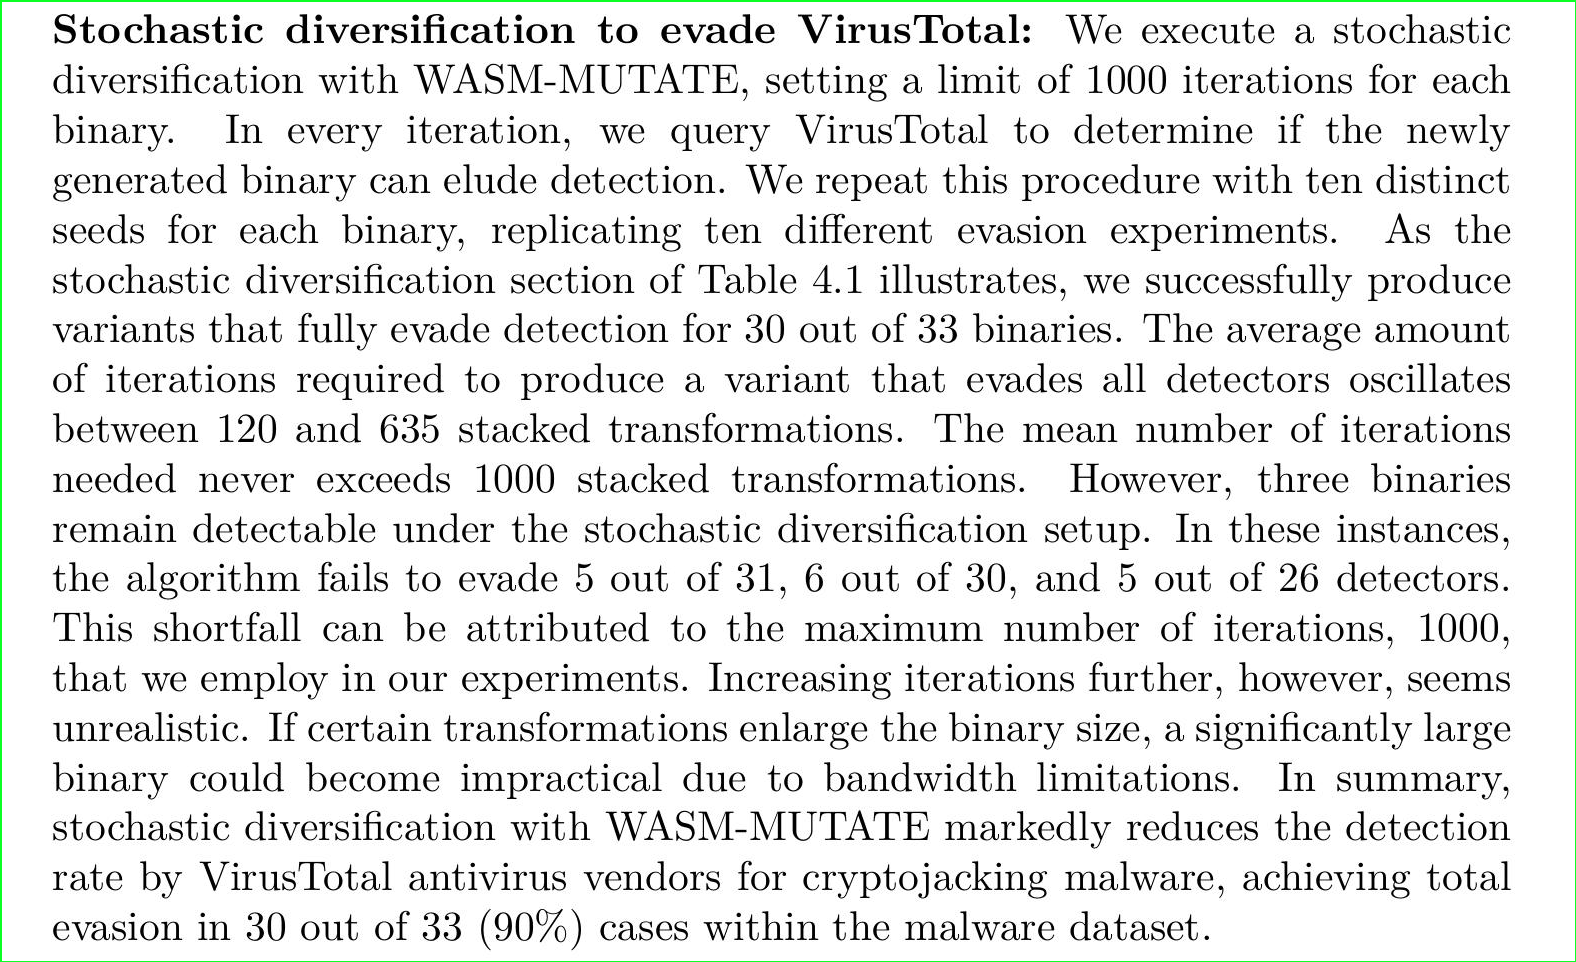 Stochastic diversification to evade VirusTotal: We execute a stochastic
diversification with WASM-MUTATE, setting a limit of 1000 iterations for each
binary. In every iteration, we query VirusTotal to determine if the newly
generated binary can elude detection. We repeat this procedure with ten distinct
seeds for each binary, replicating ten different evasion experiments. As the
stochastic diversification section of Table 4.1 illustrates, we successfully produce
variants that fully evade detection for 30 out of 33 binaries. The average amount
of iterations required to produce a variant that evades all detectors oscillates
between 120 and 635 stacked transformations. The mean number of iterations
needed never exceeds 1000 stacked transformations. However, three binaries
remain detectable under the stochastic diversification setup. In these instances,
the algorithm fails to evade 5 out of 31, 6 out of 30, and 5 out of 26 detectors.
This shortfall can be attributed to the maximum number of iterations, 1000,
that we employ in our experiments. Increasing iterations further, however, seems
unrealistic. If certain transformations enlarge the binary size, a significantly large
binary could become impractical due to bandwidth limitations. In summary,
stochastic diversification with WASM-MUTATE markedly reduces the detection
rate by VirusTotal antivirus vendors for cryptojacking malware, achieving total
evasion in 30 out of 33 (90%) cases within the malware dataset.